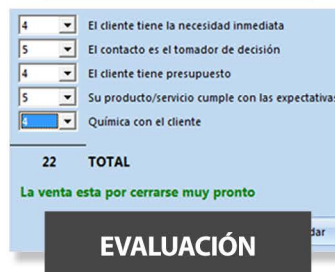 4 El cliente tiene la necesidad inmediata
5 El contacto es el tomador de decisión
4 El cliente tiene presupuesto
5 Su producto/servicio cumple con las expectativas
4 Química con el cliente
22 TOTAL
La venta esta por cerrarse muy pronto
EVALUACIÓN